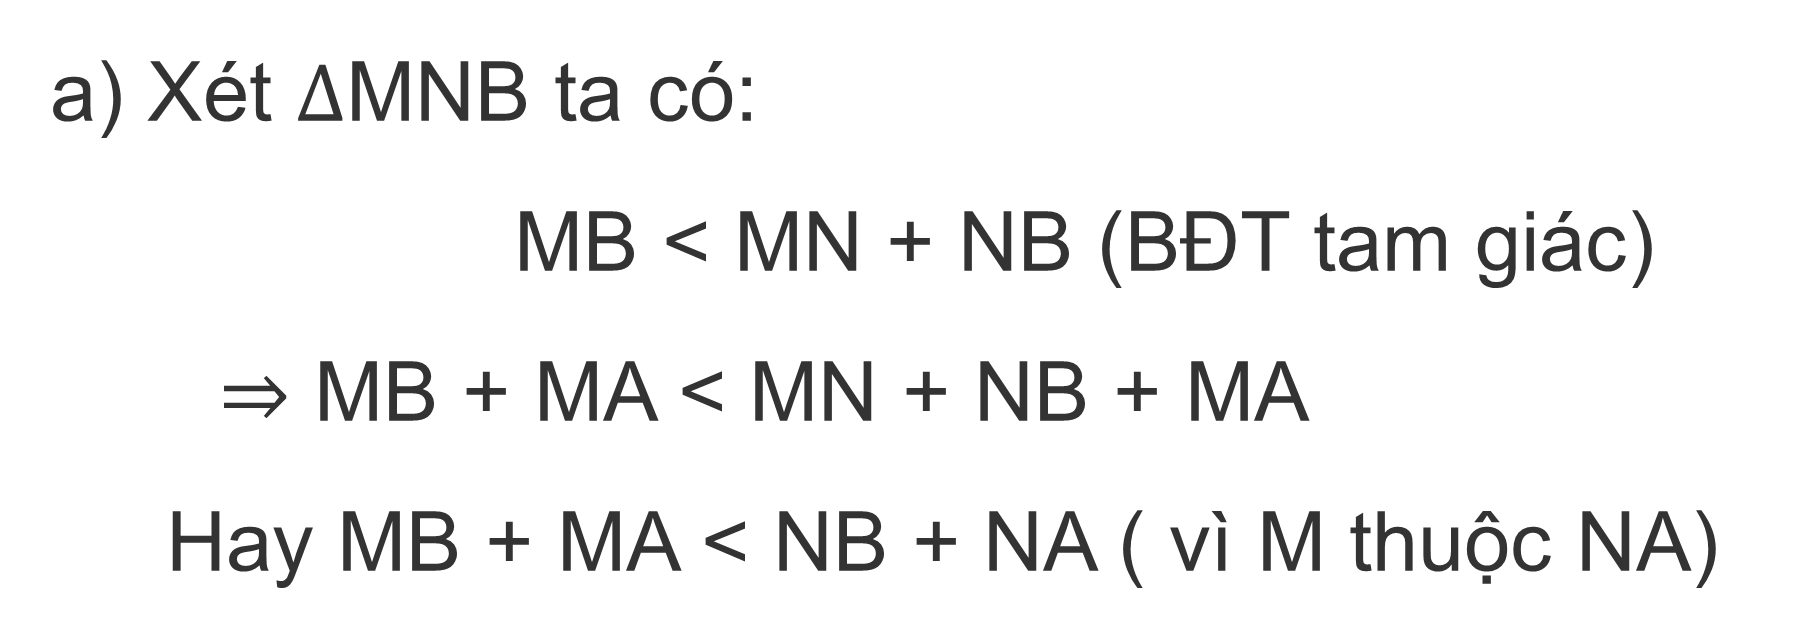 a) Xét ∆MNB ta có:
MB < MN + NB (BĐT tam giác)
⇒ MB + MA < MN + NB + MA
Hay MB + MA < NB + NA ( vì M thuộc NA)